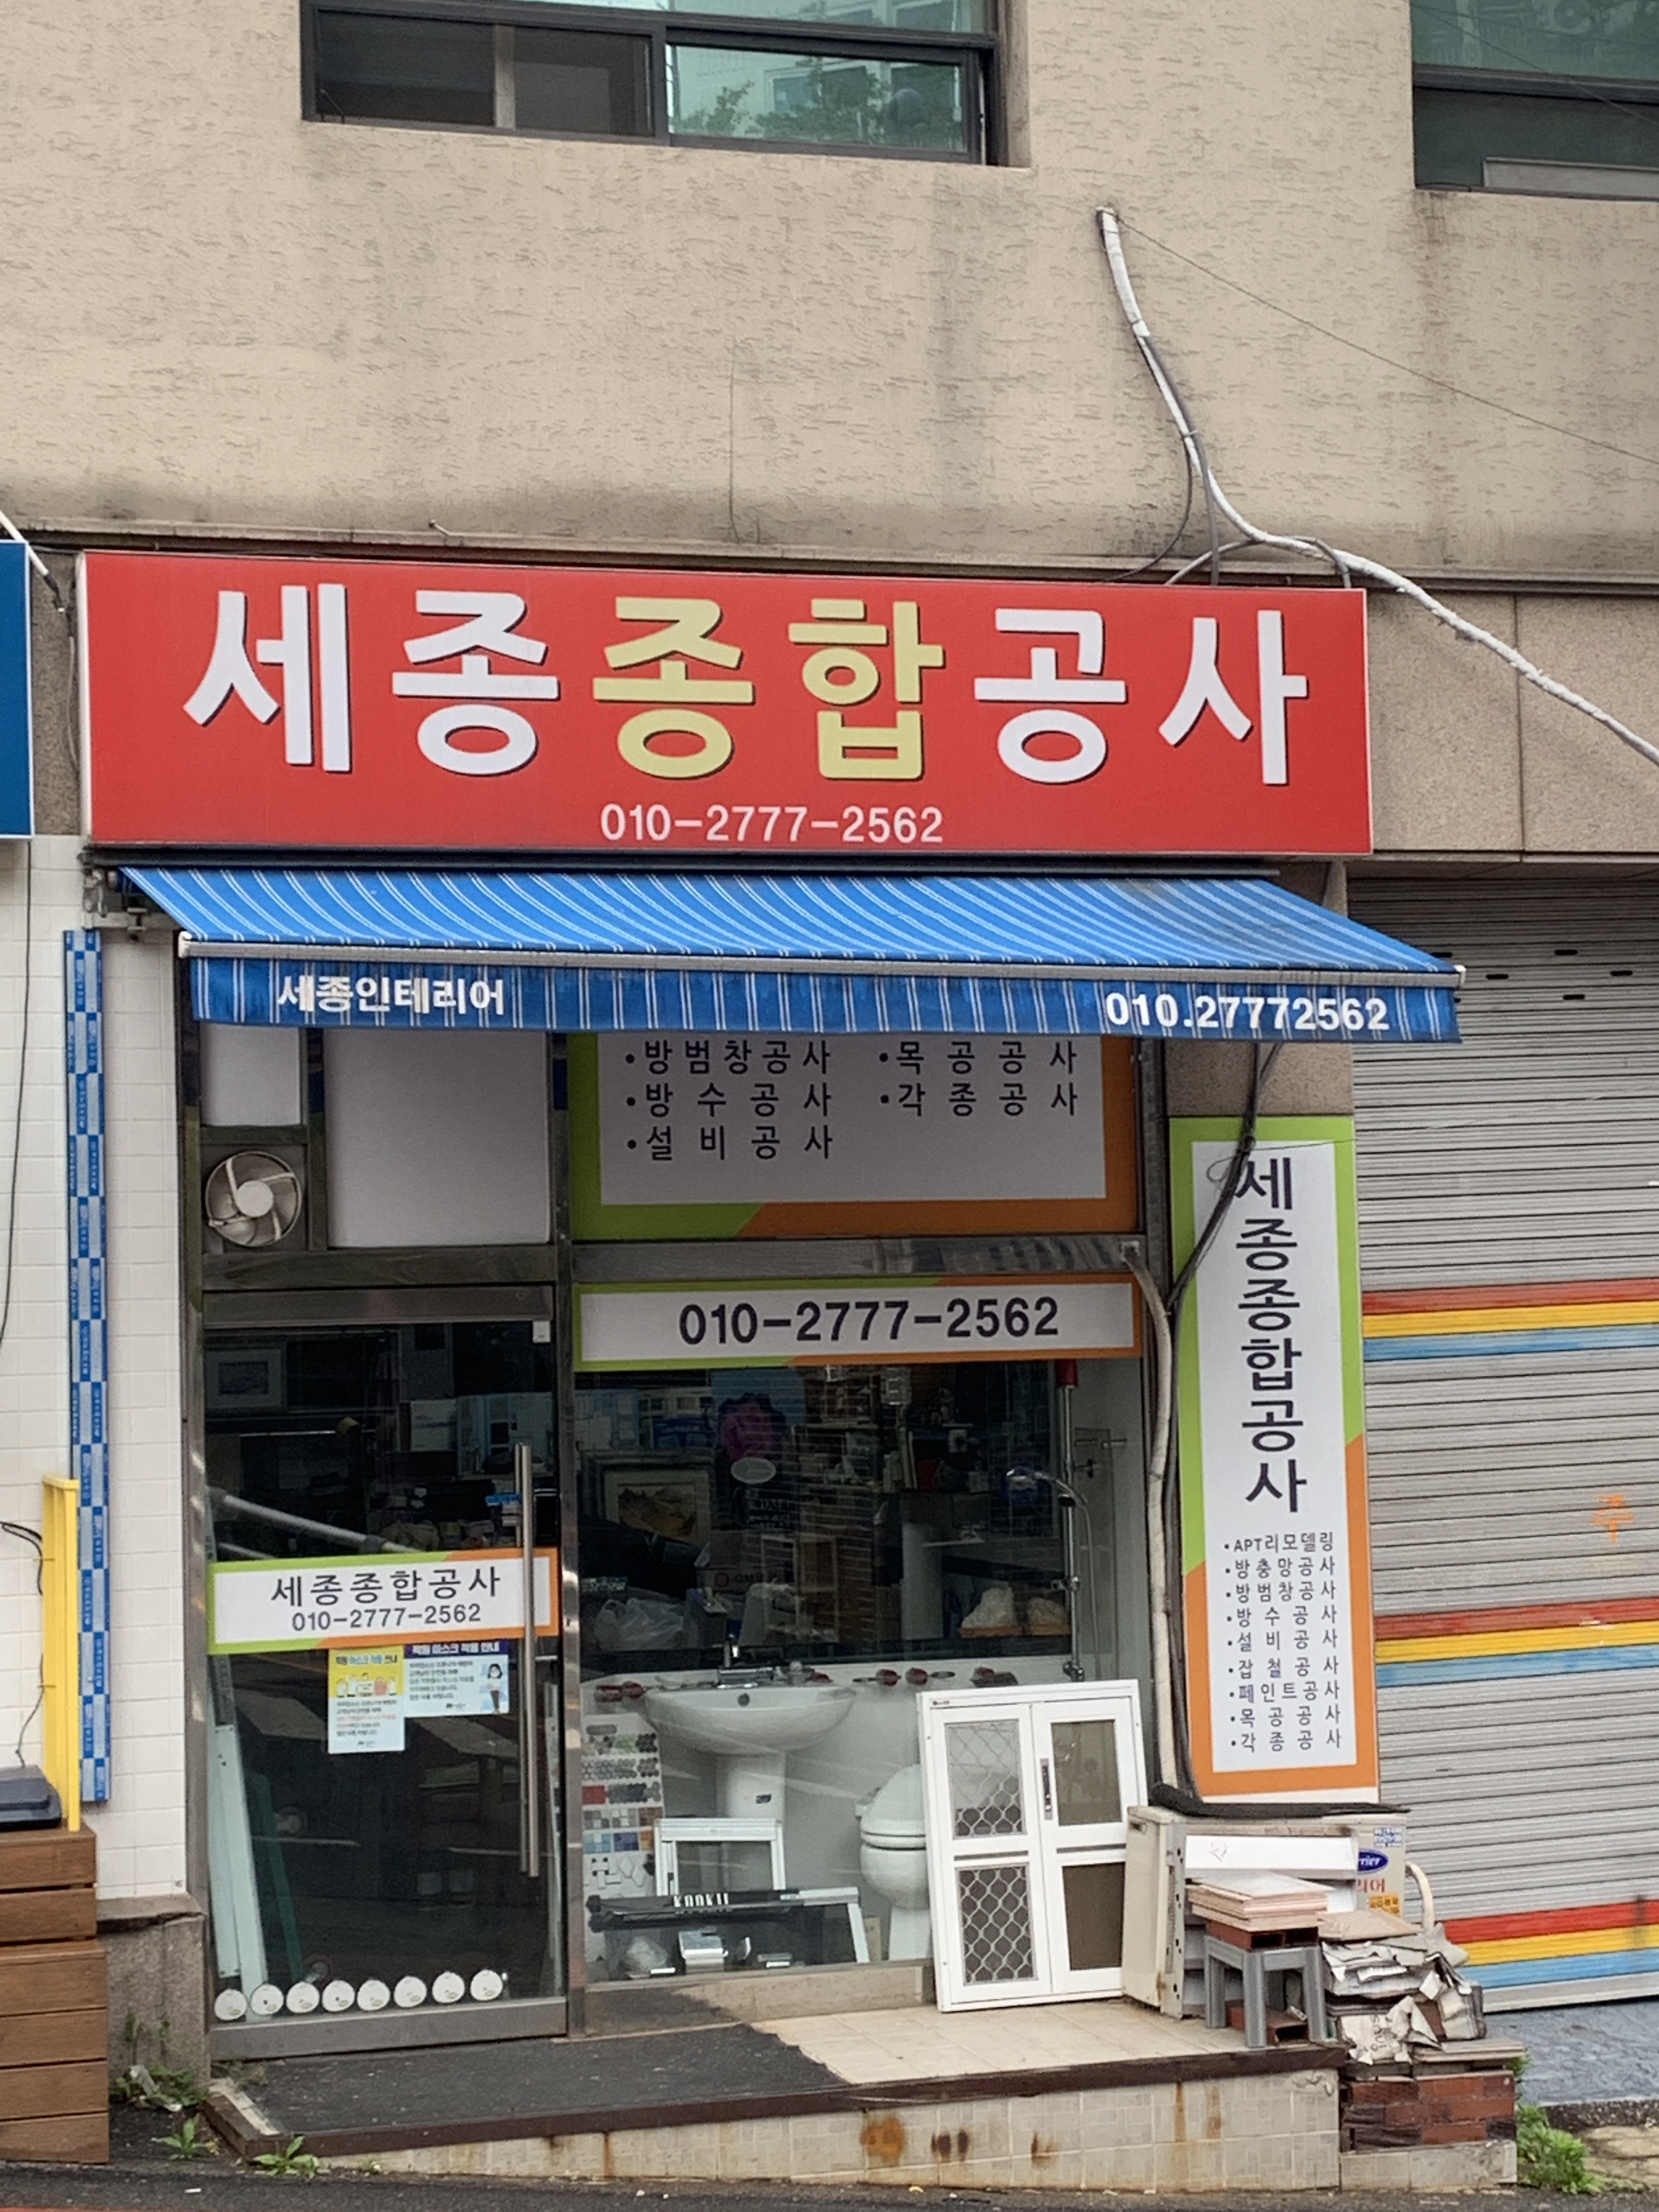 세종종합공사
010-2777-2562
세종인테리어
010.27772562
•방범창공사 •목공공사
•방수공사 •각종공사
•설비공사
010-2777-2562
세종종합공사
•APT리모델링
•방충망공사
•방범창공사
•방수공사
•설비공사
•잡철공사
•페인트공사
•목공공사
•각종공사
세종종합공사
010-2777-2562